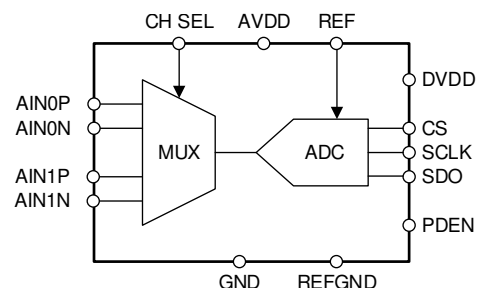 CH SEL AVDD REF
DVDD
AIN0P
AIN0N
CS
MUX ADC SCLK
AIN1P
SDO
AIN1N
PDEN
GND REFGND